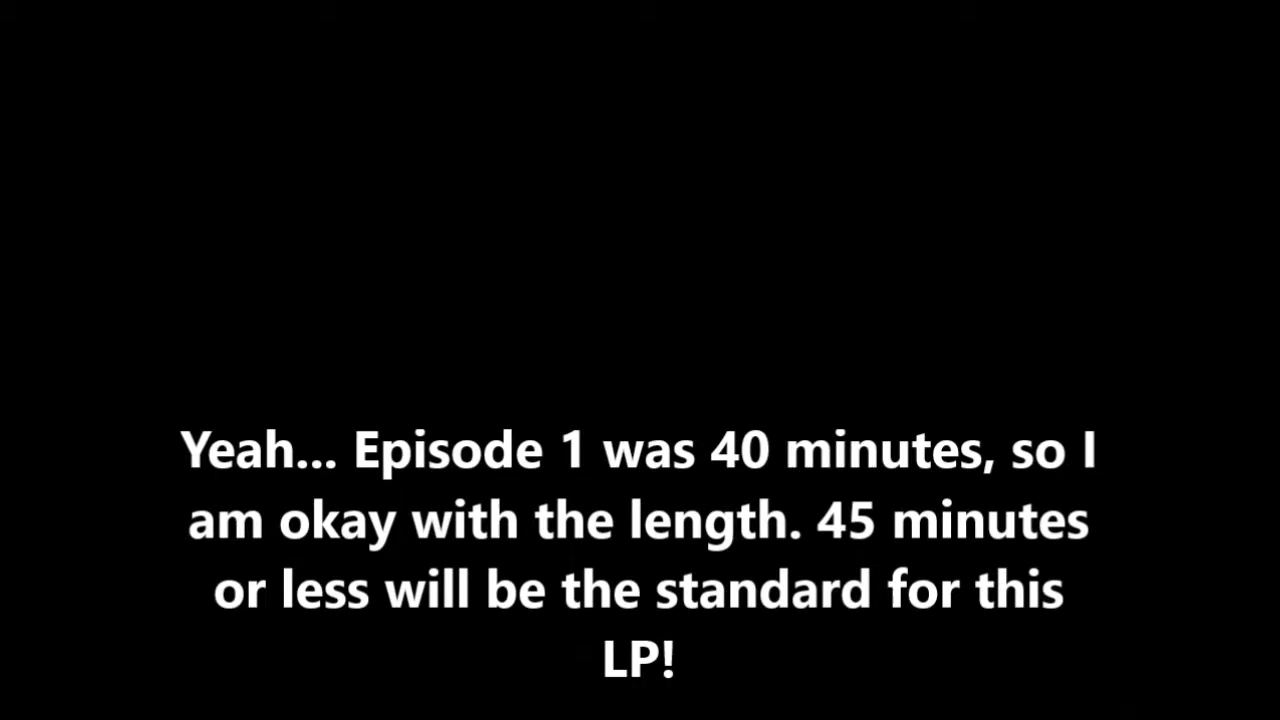 Yeah... Episode 1 was 40 minutes, so I
am okay with the length. 45 minutes
or less will be the standard for this
LP!